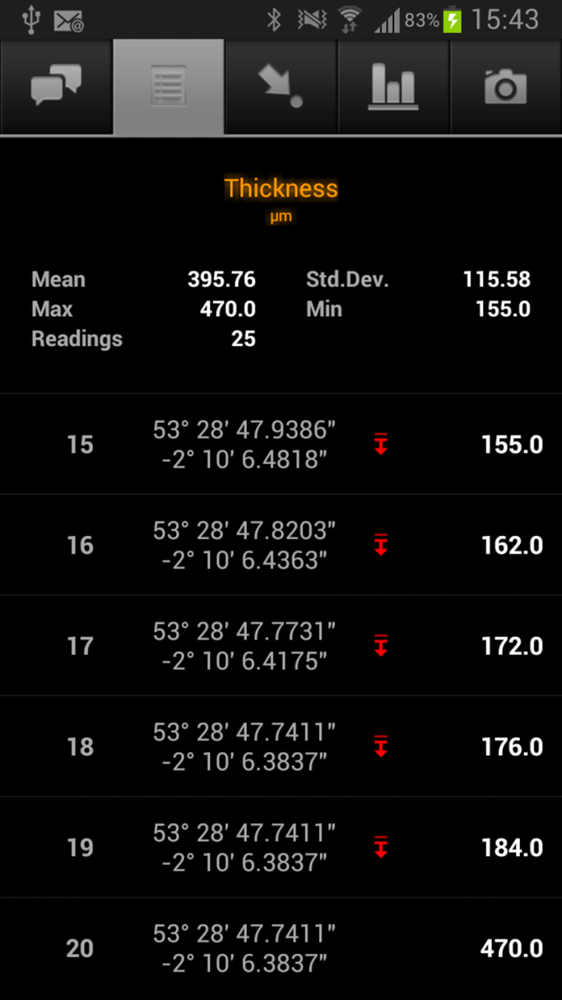 83% 15:43
Thickness
µm
Mean 395.76 Std.Dev. 115.58
Max 470.0 Min 155.0
Readings 25
15 53° 28' 47.9386" 155.0
-2° 10' 6.4818"
16 53° 28' 47.8203" 162.0
-2° 10' 6.4363"
17 53° 28' 47.7731" 172.0
-2° 10' 6.4175"
18 53° 28' 47.7411" 176.0
-2° 10' 6.3837"
19 53° 28' 47.7411" 184.0
-2° 10' 6.3837"
20 53° 28' 47.7411" 470.0
-2° 10' 6.3837"